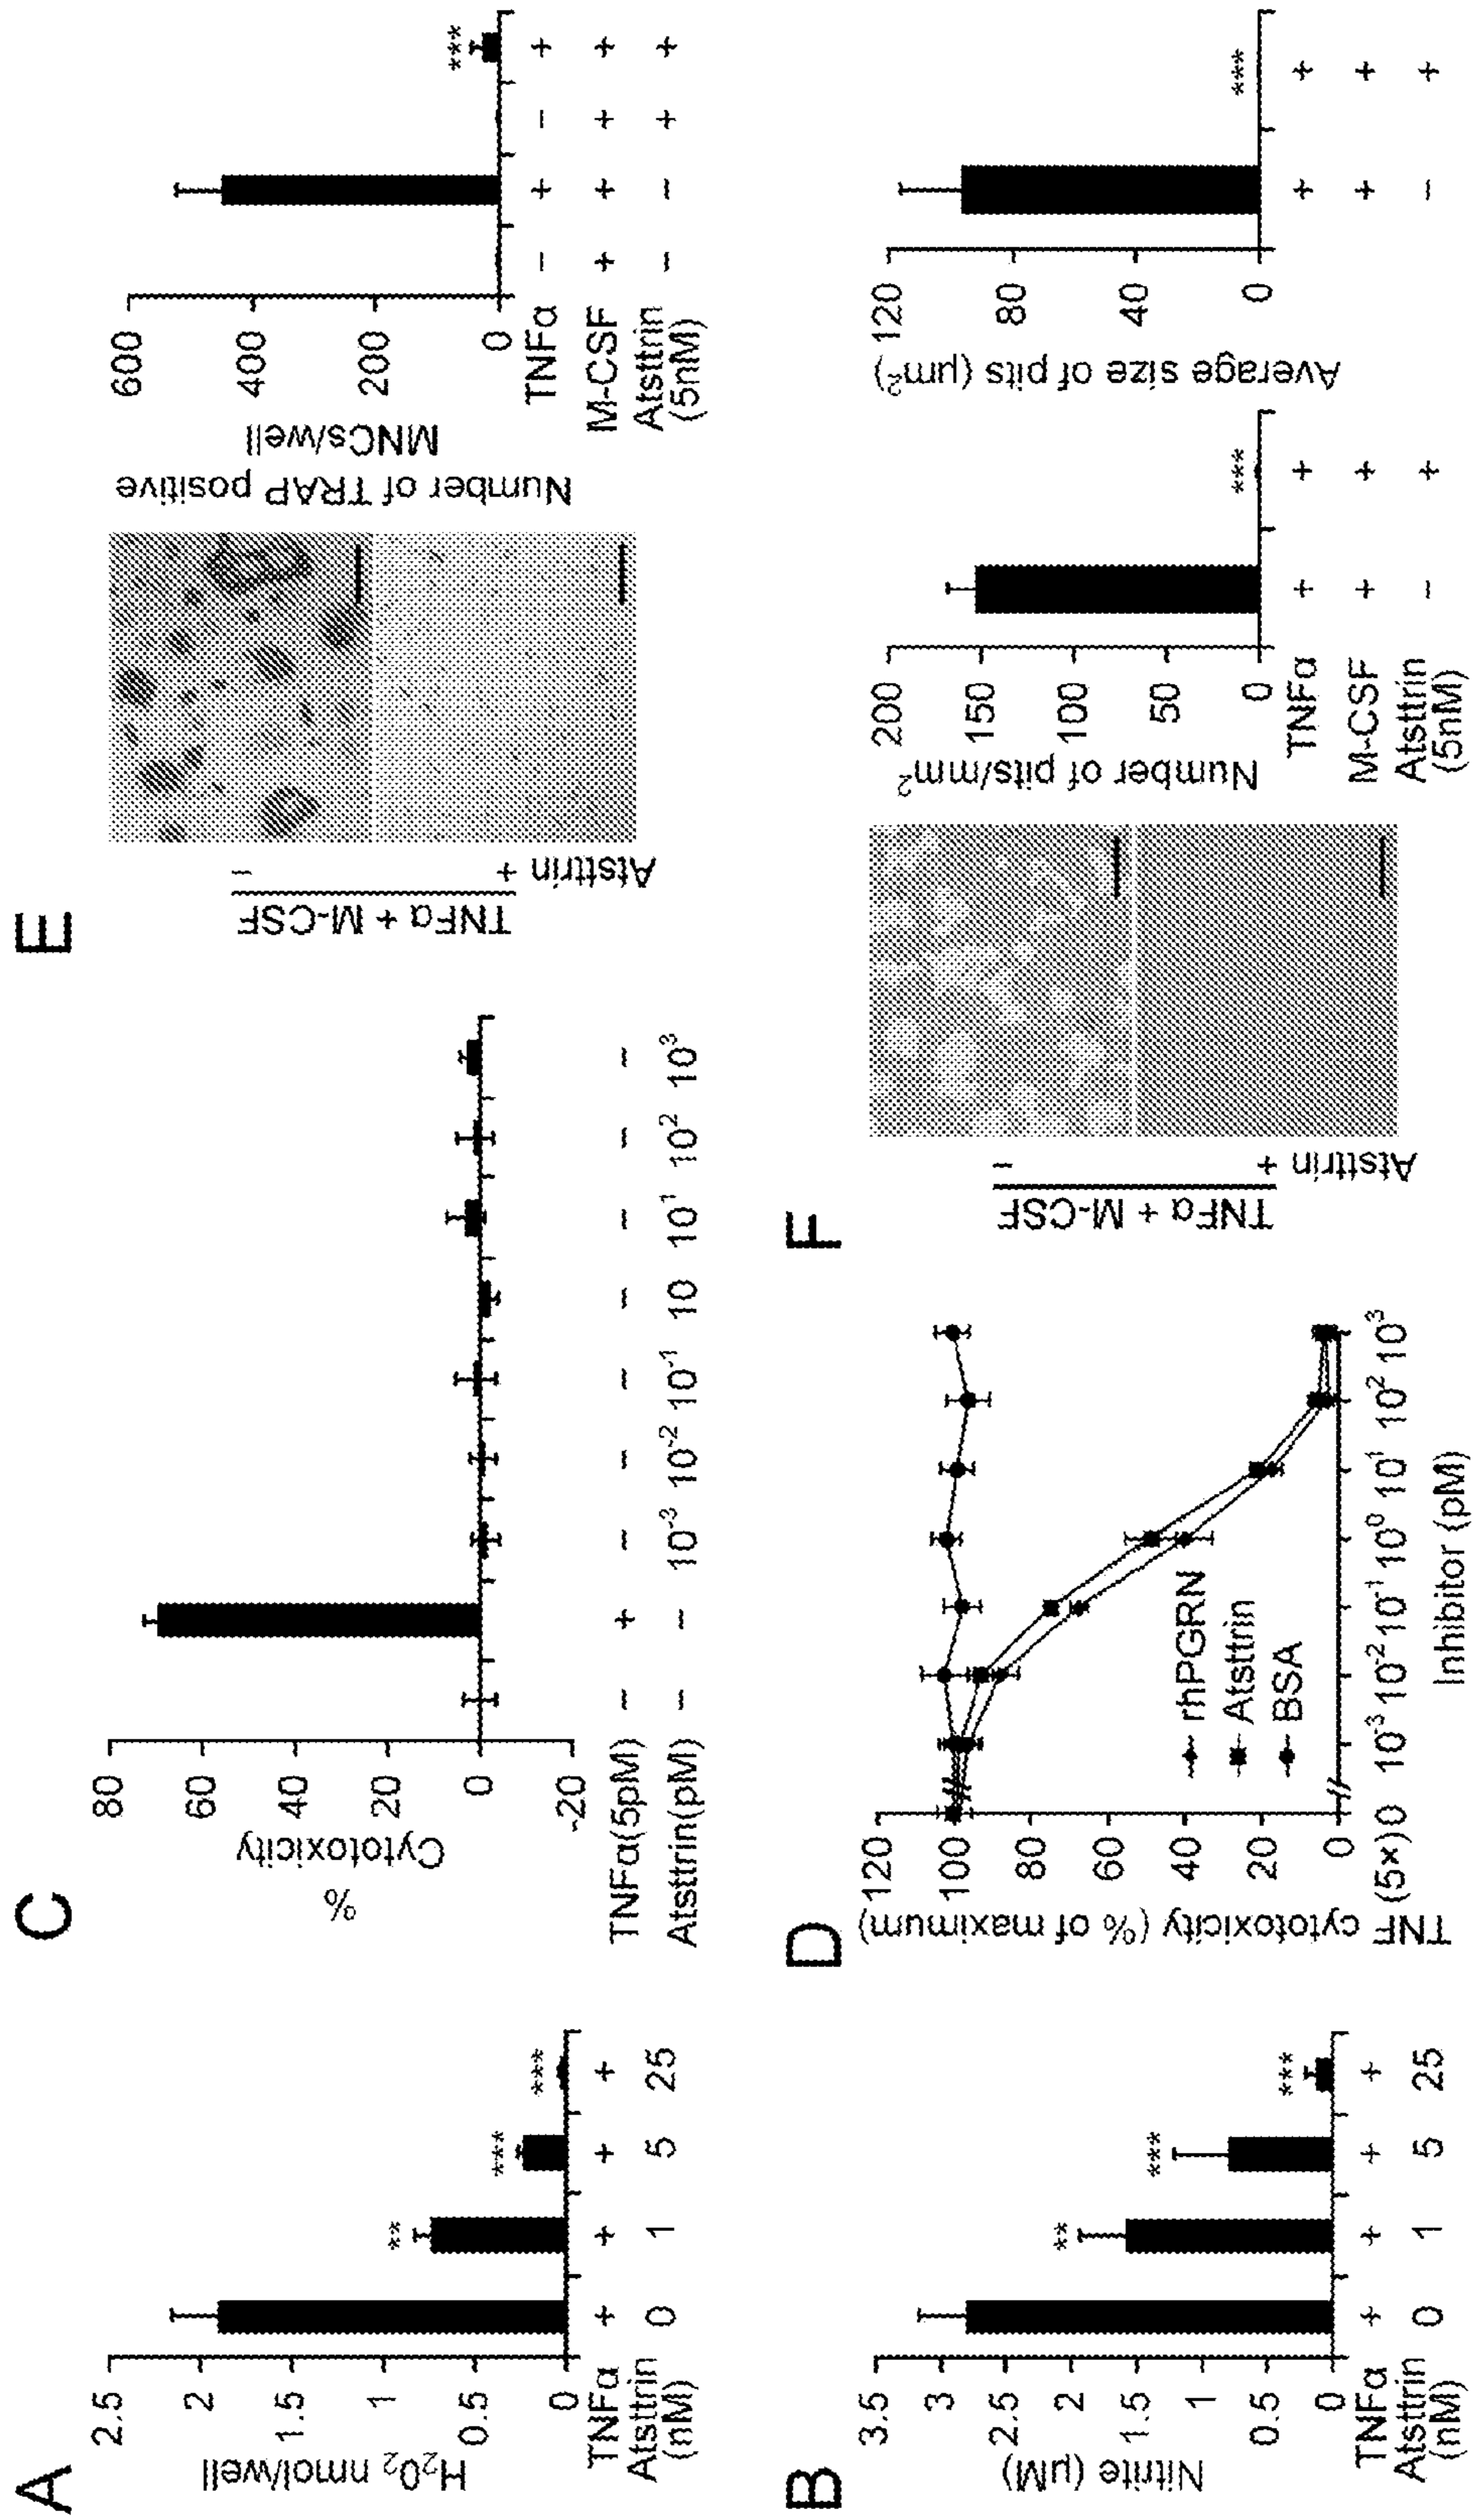 A
H₂O₂ nmol/well
2.5
2
1.5
1
0.5
0
** *** ***
TNFα + + + +
Atsttrin 0 1 5 25
(nM)
B
Nitrite (μM)
3.5
3
2.5
2
1.5
1
0.5
0
** *** ***
TNFα + + + +
Atsttrin 0 1 5 25
(nM)
C
%
Cytotoxicity
80
60
40
20
0
-20
TNFα(5pM) − + − − − − − − −
Atsttrin(pM) − − 10⁻³ 10⁻² 10⁻¹ 10 10¹ 10² 10³
D
TNF cytotoxicity (% of maximum)
120
100
80
60
40
20
0
rhPGRN
Atsttrin
BSA
(5×)0 10⁻³ 10⁻² 10⁻¹ 10⁰ 10¹ 10² 10³
Inhibitor (pM)
E
TNFα + M-CSF
− + Atsttrin
Number of TRAP positive
MNCs/well
600
400
200
0
***
TNFα − + − +
M-CSF + + + +
Atsttrin − − + +
(5nM)
F
TNFα + M-CSF
− + Atsttrin
Number of pits/mm²
200
150
100
50
0
***
TNFα + +
M-CSF + +
Atsttrin − +
(5nM)
Average size of pits (μm²)
120
80
40
0
***
+ +
+ +
− +